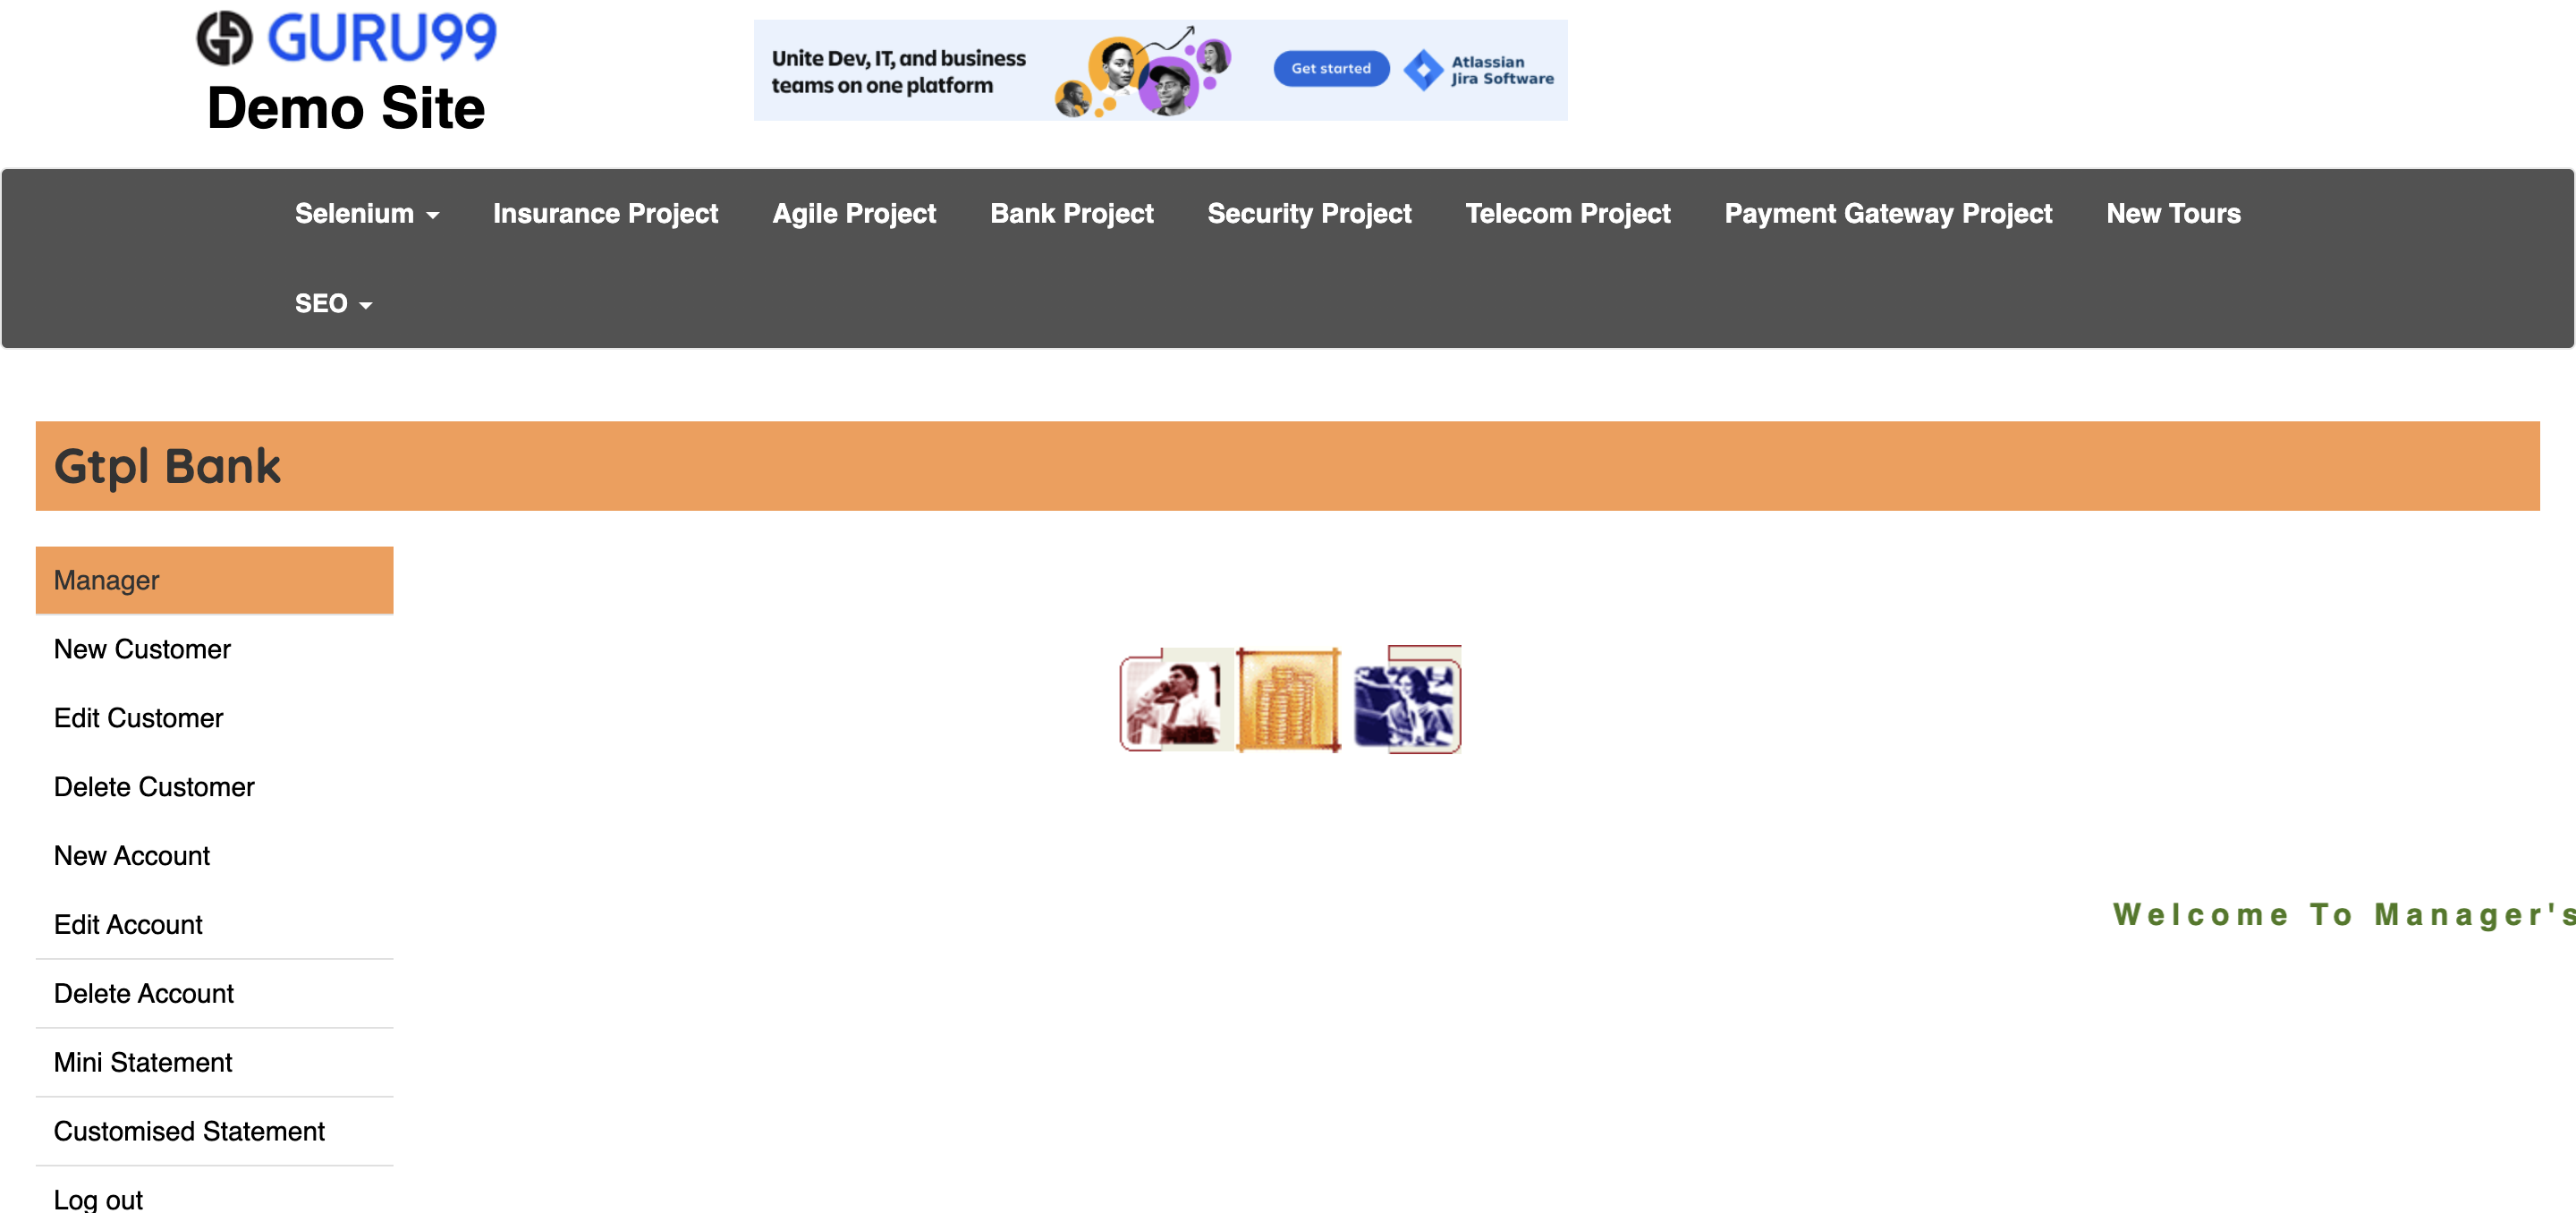 GURU99
Demo Site
Unite Dev, IT, and business
teams on one platform
Get started
Atlassian
Jira Software
Selenium
Insurance Project
Agile Project
Bank Project
Security Project
Telecom Project
Payment Gateway Project
New Tours
SEO
Gtpl Bank
Manager
New Customer
Edit Customer
Delete Customer
New Account
Edit Account
Welcome To Manager's
Delete Account
Mini Statement
Customised Statement
Log out